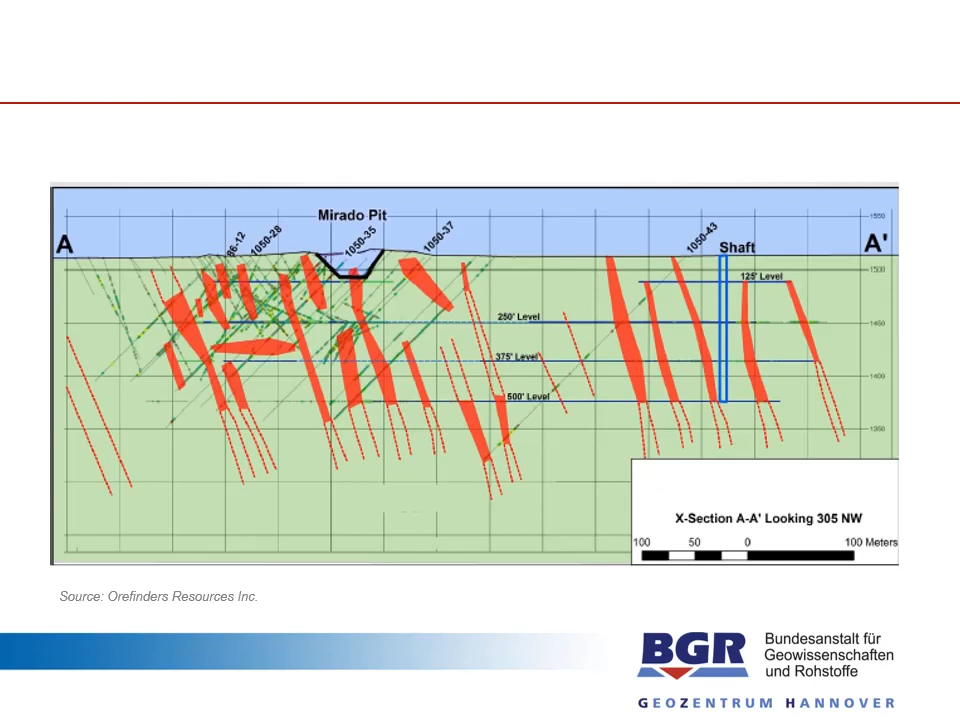 Mirado Pit
A
86-12
1050-28
1050-35
1050-37
1050-43
Shaft
A'
1550
125' Level
1500
250' Level
1450
375' Level
1400
500' Level
1350
X-Section A-A' Looking 305 NW
100 50 0 100 Meters
Source: Orefinders Resources Inc.
BGR
Bundesanstalt für
Geowissenschaften
und Rohstoffe
GEOZENTRUM HANNOVER